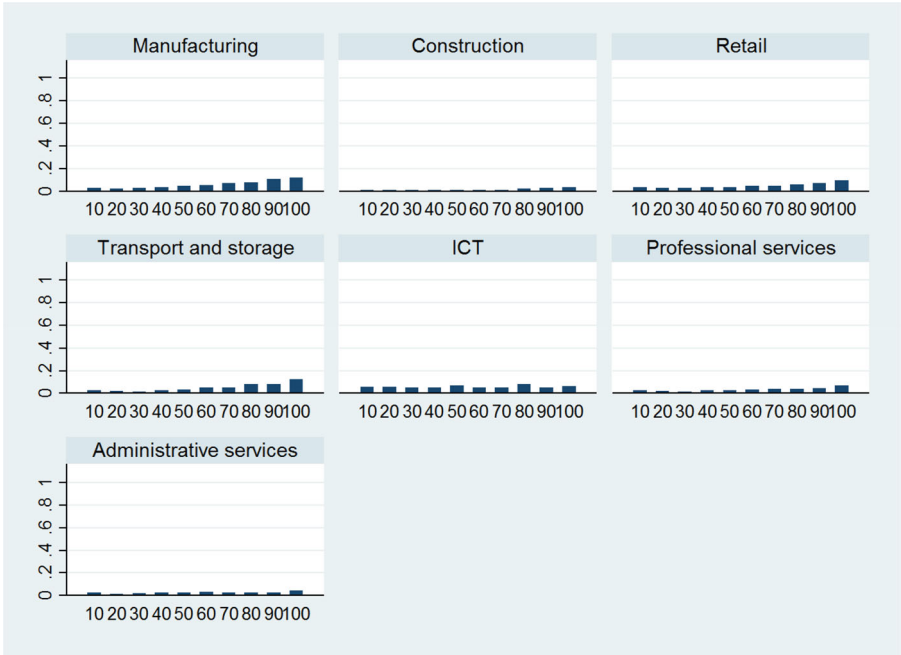 Manufacturing Construction Retail
0 .2 .4 .6 .8 1
10 20 30 40 50 60 70 80 90100 10 20 30 40 50 60 70 80 90100 10 20 30 40 50 60 70 80 90100
Transport and storage ICT Professional services
0 .2 .4 .6 .8 1
10 20 30 40 50 60 70 80 90100 10 20 30 40 50 60 70 80 90100 10 20 30 40 50 60 70 80 90100
Administrative services
0 .2 .4 .6 .8 1
10 20 30 40 50 60 70 80 90100